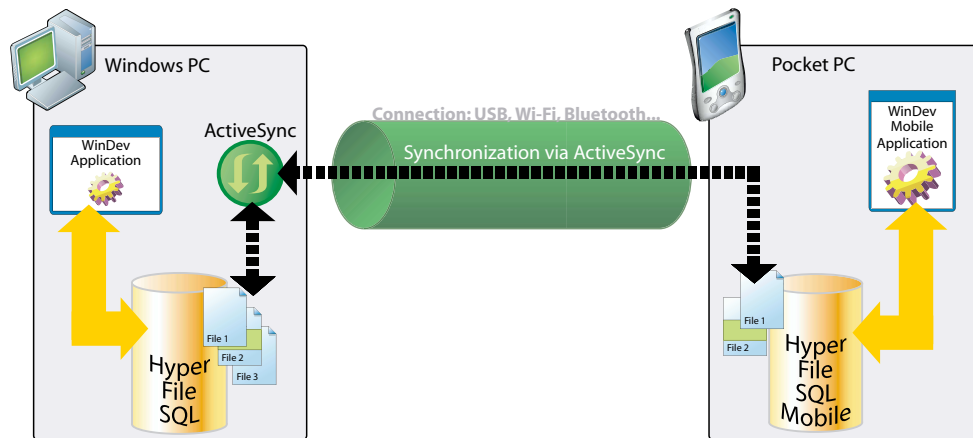 Windows PC
Pocket PC
Connection: USB, Wi-Fi, Bluetooth...
ActiveSync
Synchronization via ActiveSync
WinDev
Application
WinDev
Mobile
Application
File 1
File 2
File 3
Hyper
File
SQL
File 1
File 2
Hyper
File
SQL
Mobile